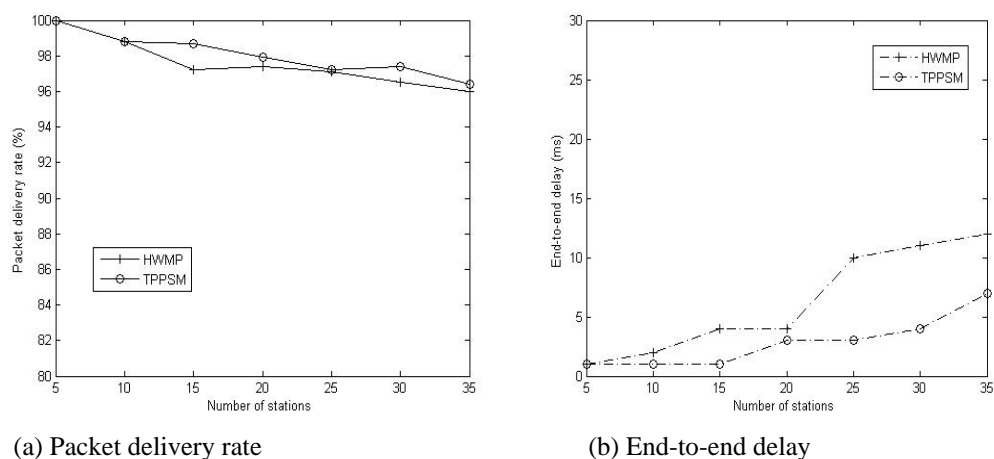 100
98
96
94
92
90
88
86
84
82
80
Packet delivery rate (%)
HWMP
TPPSM
5 10 15 20 25 30 35
Number of stations
(a) Packet delivery rate
30
25
20
15
10
5
0
End-to-end delay (ms)
HWMP
TPPSM
5 10 15 20 25 30 35
Number of stations
(b) End-to-end delay